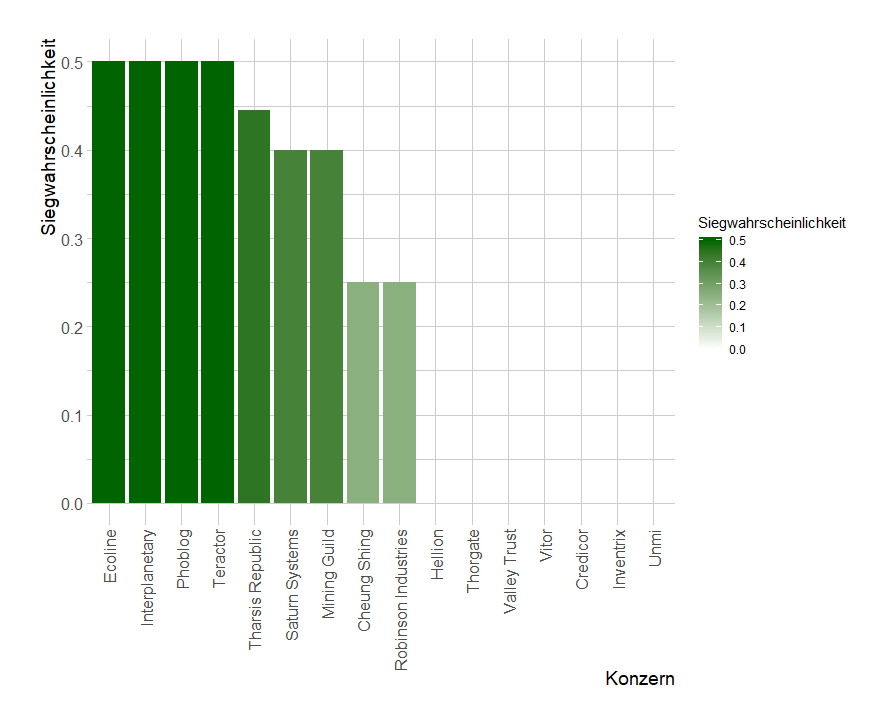 Siegwahrscheinlichkeit
0.5
0.4
0.3
0.2
0.1
0.0
Ecoline
Interplanetary
Phoblog
Teractor
Tharsis Republic
Saturn Systems
Mining Guild
Cheung Shing
Robinson Industries
Hellion
Thorgate
Valley Trust
Vitor
Credicor
Inventrix
Unmi
Konzern
Siegwahrscheinlichkeit
0.5
0.4
0.3
0.2
0.1
0.0